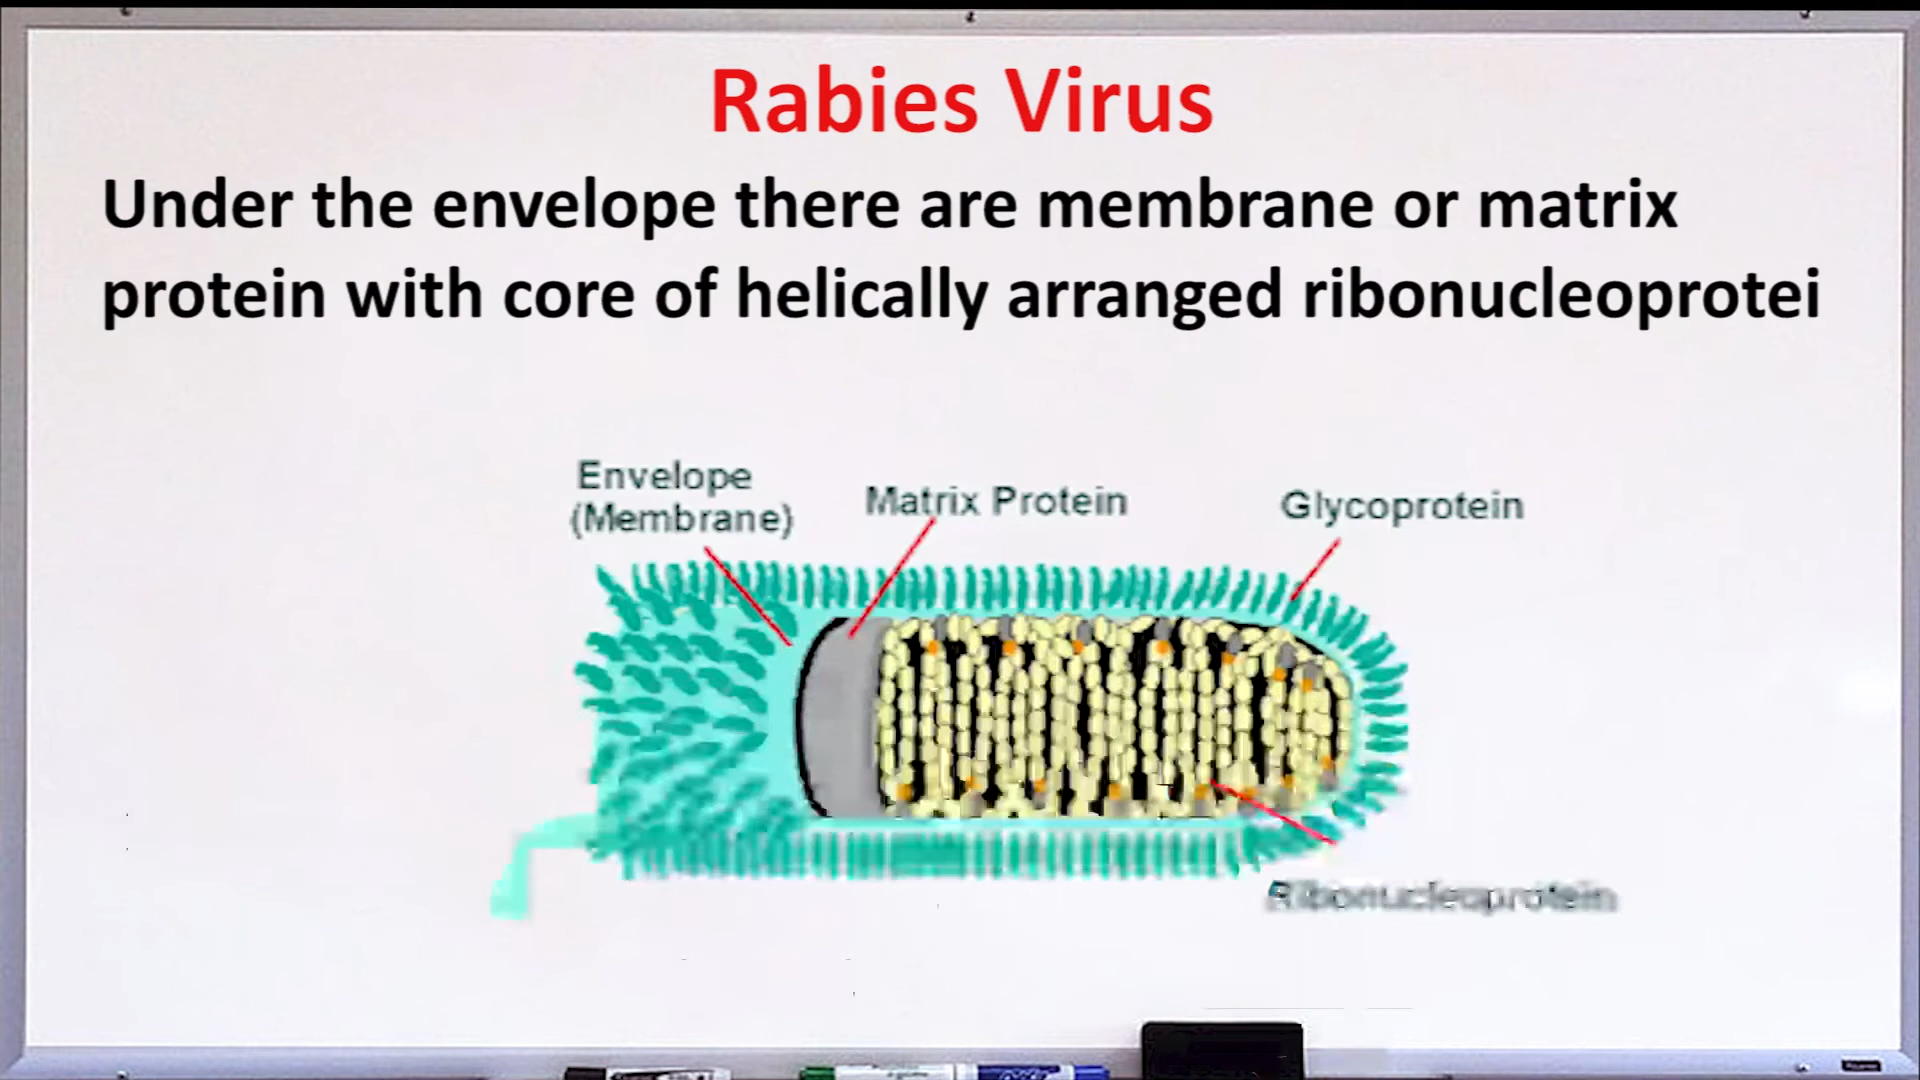 Rabies Virus
Under the envelope there are membrane or matrix
protein with core of helically arranged ribonucleoprotei
Envelope
(Membrane)
Matrix Protein
Glycoprotein
Ribonucleoprotein